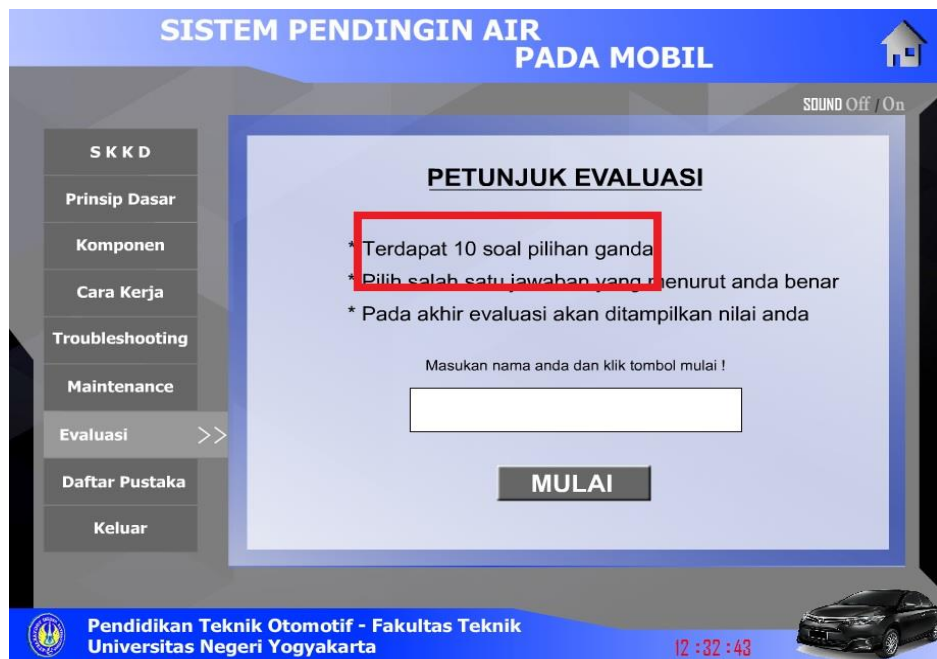 SISTEM PENDINGIN AIR
PADA MOBIL
SOUND Off / On
SKKD
Prinsip Dasar
Komponen
Cara Kerja
Troubleshooting
Maintenance
Evaluasi >>
Daftar Pustaka
Keluar
PETUNJUK EVALUASI
* Terdapat 10 soal pilihan ganda
* Pilih salah satu jawaban yang menurut anda benar
* Pada akhir evaluasi akan ditampilkan nilai anda
Masukan nama anda dan klik tombol mulai !
MULAI
Pendidikan Teknik Otomotif - Fakultas Teknik
Universitas Negeri Yogyakarta
12 : 32 : 43